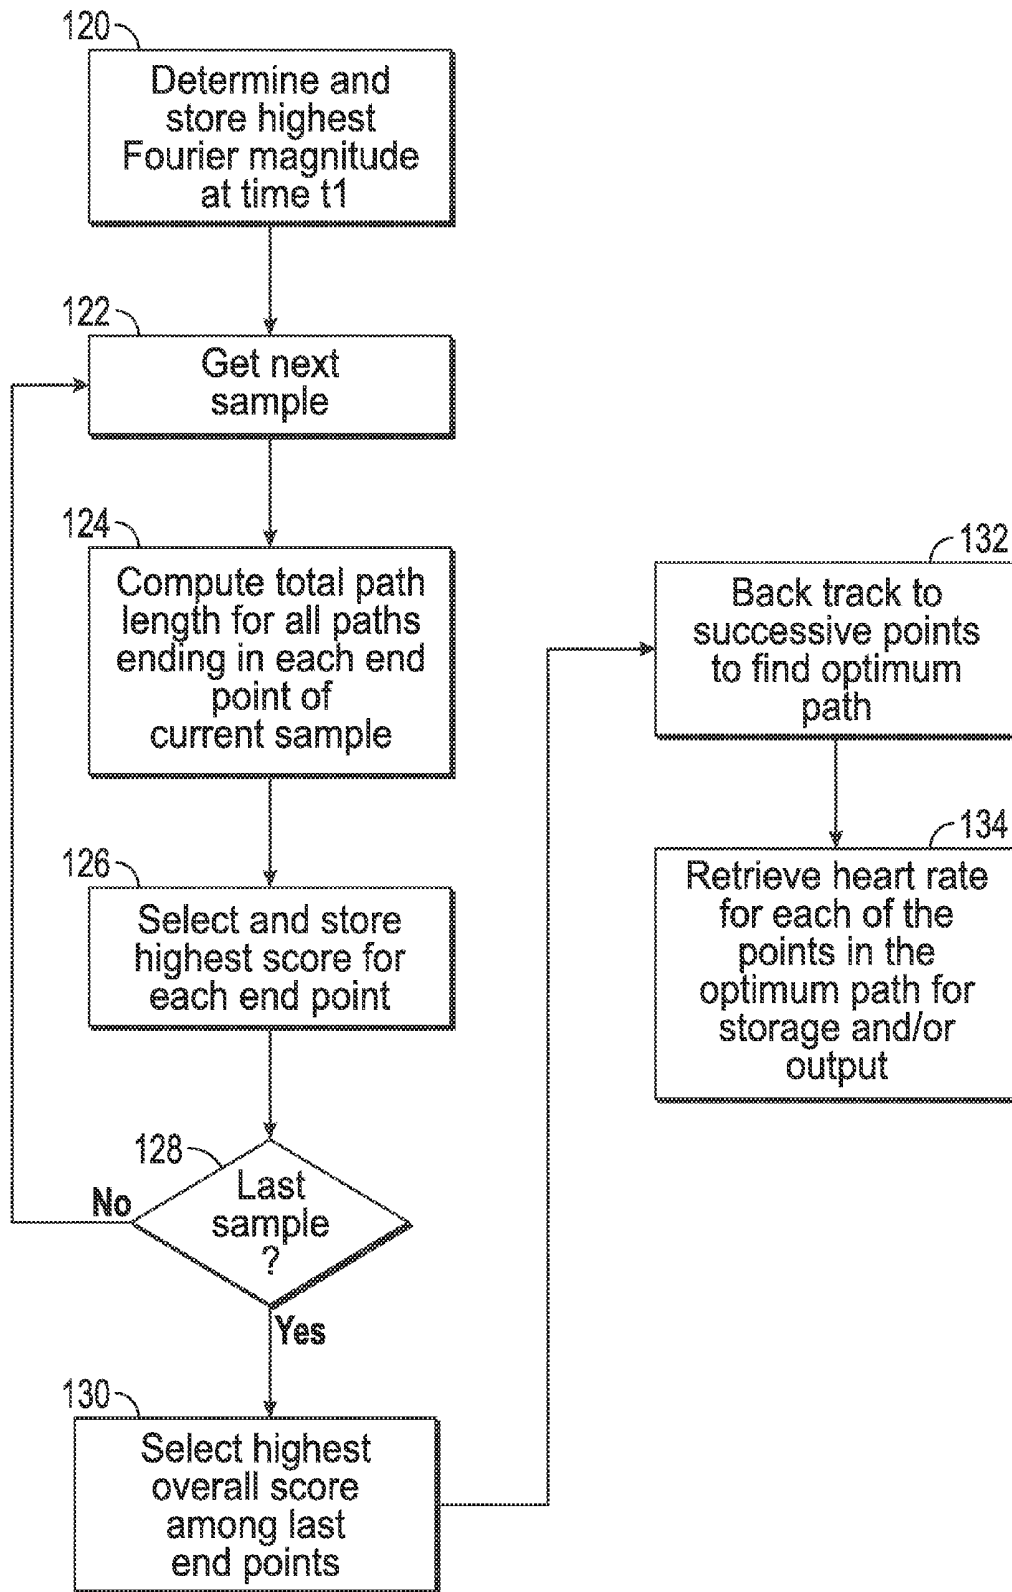 120
Determine and
store highest
Fourier magnitude
at time t1
122
Get next
sample
124
Compute total path
length for all paths
ending in each end
point of
current sample
126
Select and store
highest score for
each end point
128
Last
sample
?
No
Yes
130
Select highest
overall score
among last
end points
132
Back track to
successive points
to find optimum
path
134
Retrieve heart rate
for each of the
points in the
optimum path for
storage and/or
output